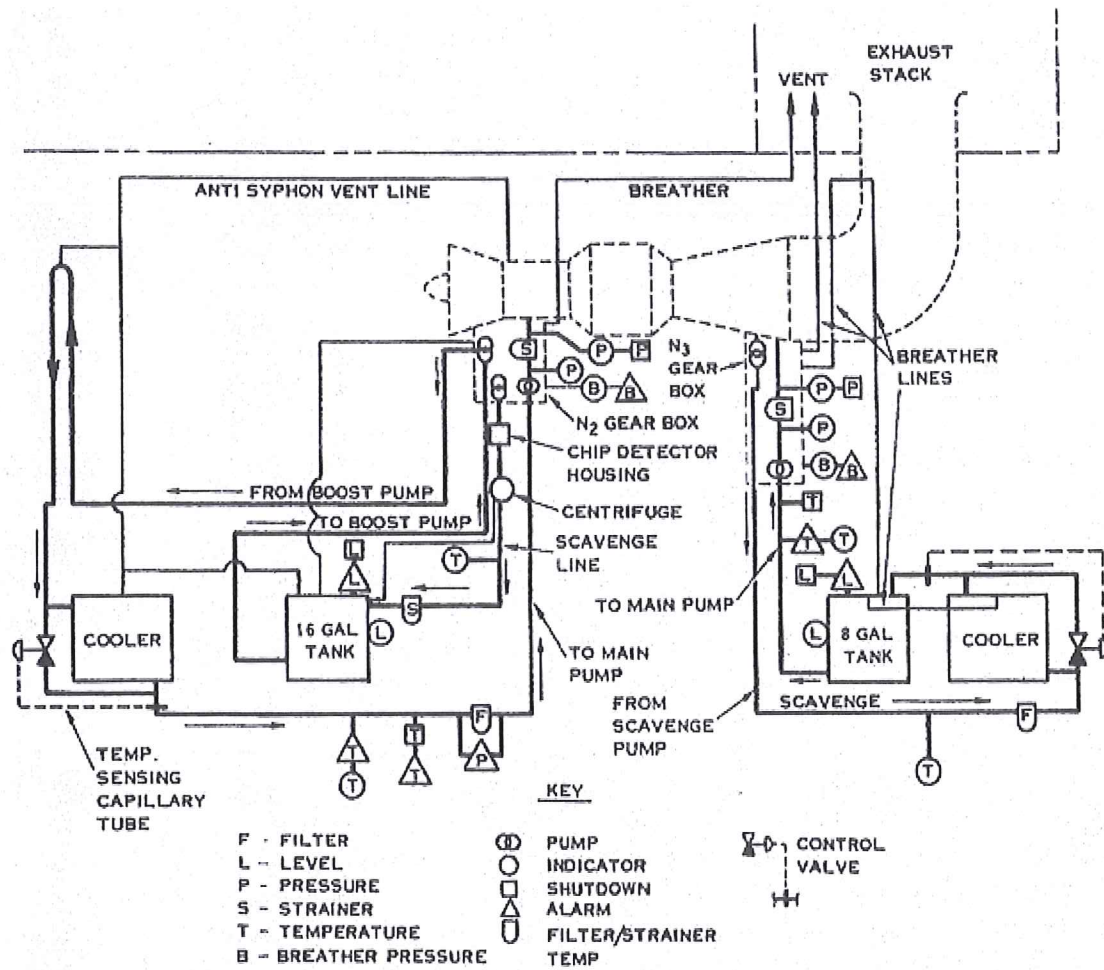 EXHAUST
STACK
VENT
ANTI SYPHON VENT LINE
BREATHER
S
P
P
N3
GEAR
BOX
P
B
B
N2 GEAR BOX
CHIP DETECTOR
HOUSING
BREATHER
LINES
P
P
S
P
B
B
FROM BOOST PUMP
TO BOOST PUMP
CENTRIFUGE
SCAVENGE
LINE
T
T
T
T
L
L
L
L
S
TO MAIN PUMP
COOLER
16 GAL
TANK
L
TO MAIN
PUMP
L
8 GAL
TANK
COOLER
FROM
SCAVENGE
PUMP
SCAVENGE
F
F
T
T
T
T
P
T
TEMP.
SENSING
CAPILLARY
TUBE
KEY
F - FILTER
L - LEVEL
P - PRESSURE
S - STRAINER
T - TEMPERATURE
B - BREATHER PRESSURE
PUMP
INDICATOR
SHUTDOWN
ALARM
FILTER/STRAINER
TEMP
CONTROL
VALVE